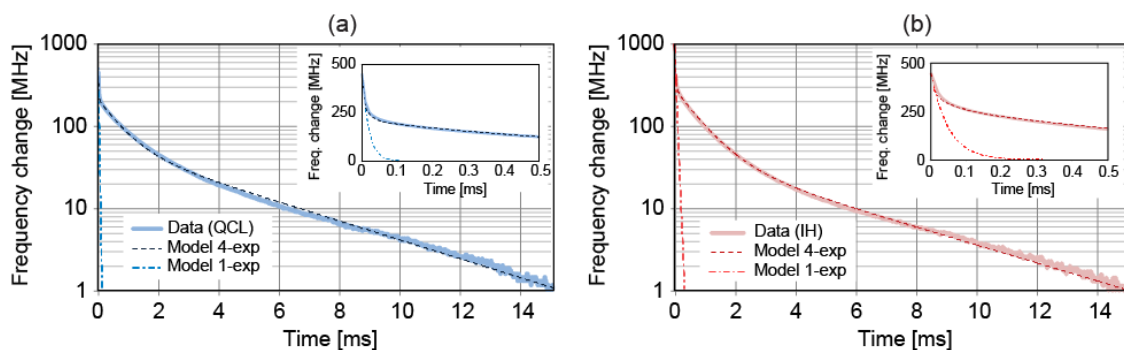 (a)
1000
100
10
1
Frequency change [MHz]
0 2 4 6 8 10 12 14
Time [ms]
Data (QCL)
Model 4-exp
Model 1-exp
500
250
0
Freq. change [MHz]
0 0.1 0.2 0.3 0.4 0.5
Time [ms]
(b)
1000
100
10
1
Frequency change [MHz]
0 2 4 6 8 10 12 14
Time [ms]
Data (IH)
Model 4-exp
Model 1-exp
500
250
0
Freq. change [MHz]
0 0.1 0.2 0.3 0.4 0.5
Time [ms]